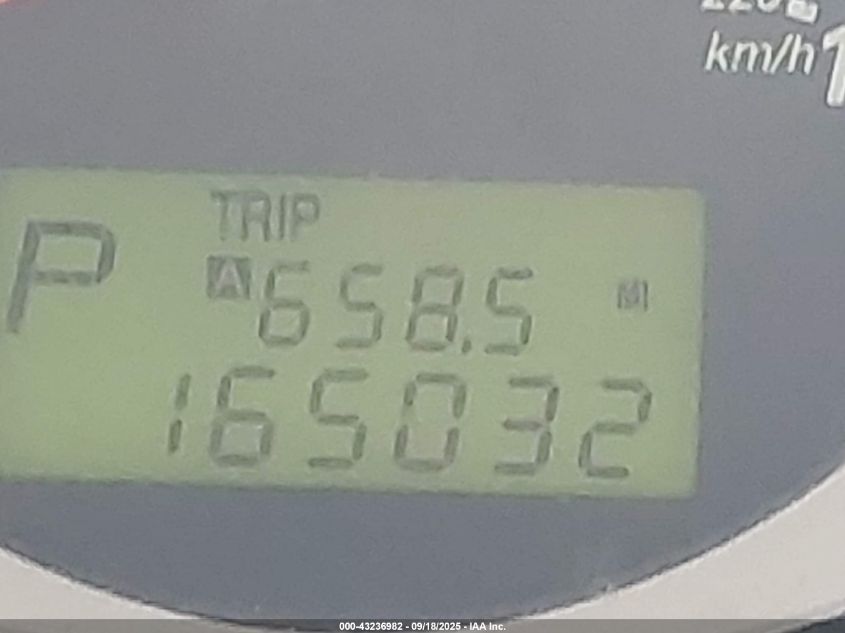 km/h
TRIP
P
A 658.5
165032
000-43236982 - 09/18/2025 - IAA Inc.